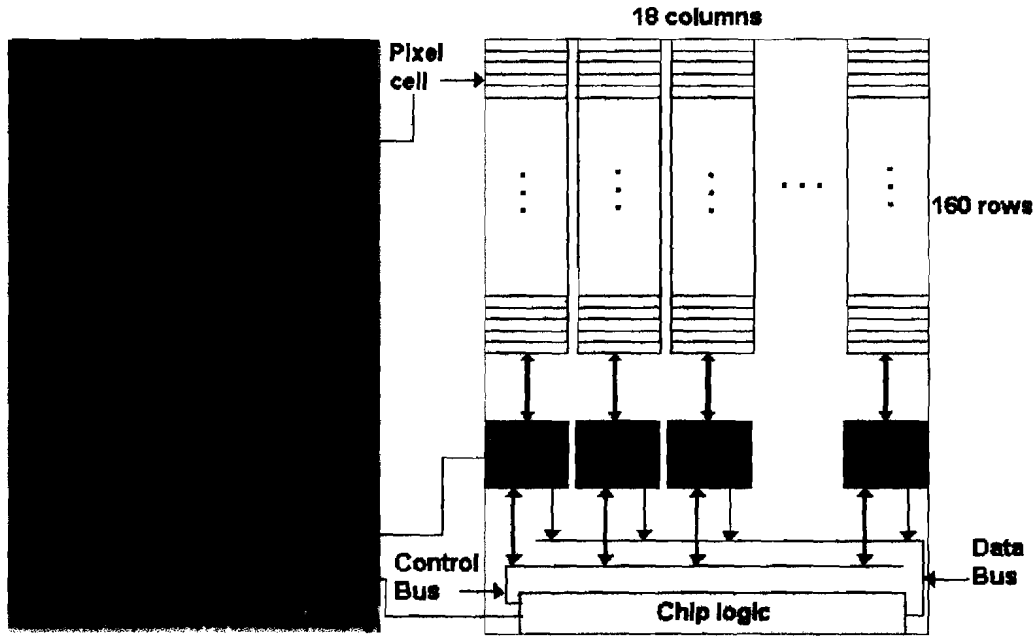 18 columns
Pixel
cell
160 rows
Control
Bus
Data
Bus
Chip logic